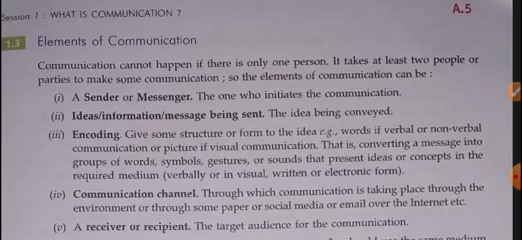 Session 1 : WHAT IS COMMUNICATION ?
A.5
1.3 Elements of Communication
Communication cannot happen if there is only one person. It takes at least two people or
parties to make some communication ; so the elements of communication can be :
(i) A Sender or Messenger. The one who initiates the communication.
(ii) Ideas/information/message being sent. The idea being conveyed.
(iii) Encoding. Give some structure or form to the idea e.g., words if verbal or non-verbal
communication or picture if visual communication. That is, converting a message into
groups of words, symbols, gestures, or sounds that present ideas or concepts in the
required medium (verbally or in visual, written or electronic form).
(iv) Communication channel. Through which communication is taking place through the
environment or through some paper or social media or email over the Internet etc.
(v) A receiver or recipient. The target audience for the communication.
the same medium